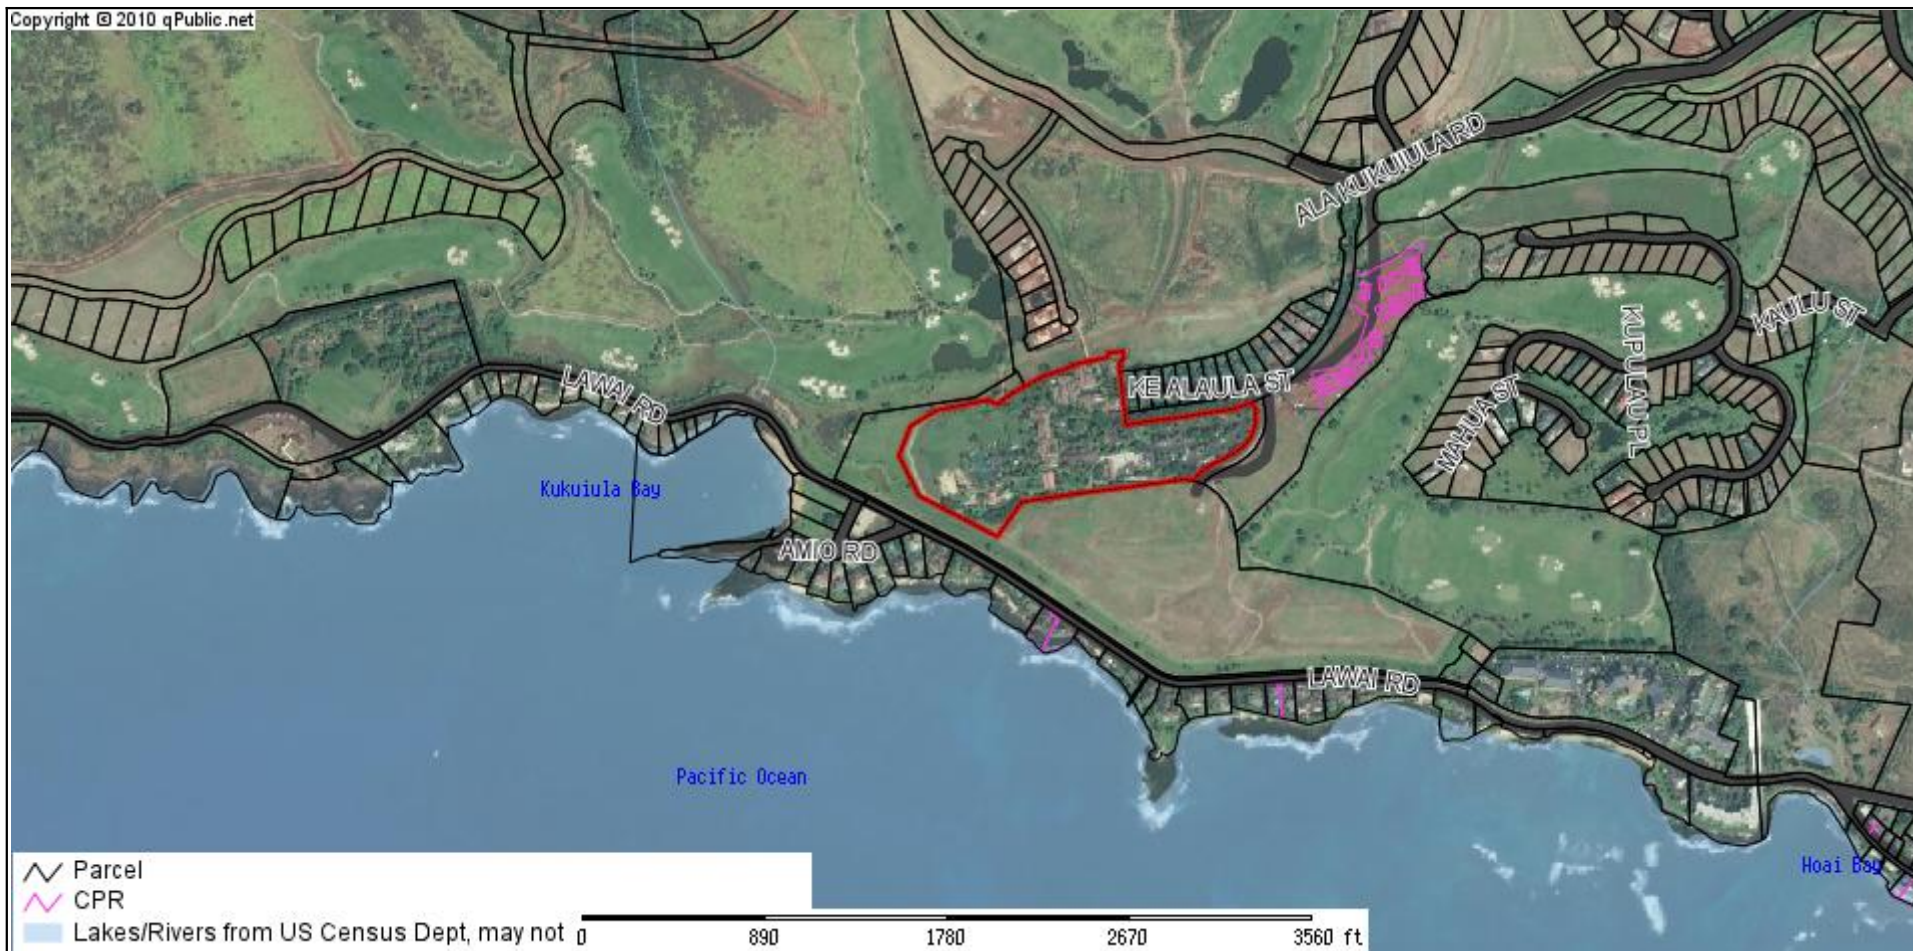 Copyright © 2010 qPublic.net
ALA KUKUIULA RD
KAULU ST
KUPULAU PL
LAWAI RD
KE ALAULA ST
MAHUA ST
Kukuiula Bay
AMIO RD
LAWAI RD
Pacific Ocean
Hoai Bay
Parcel
CPR
Lakes/Rivers from US Census Dept, may not
0 890 1780 2670 3560 ft